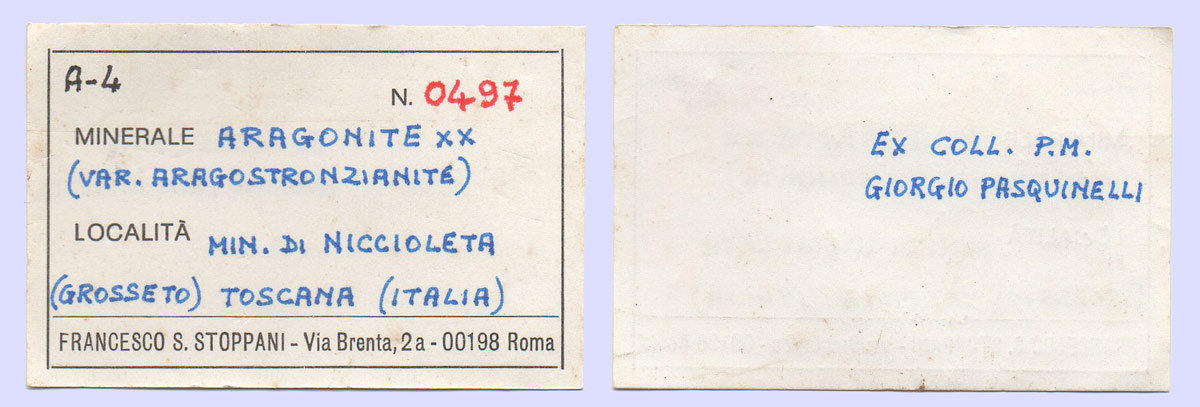 A-4
N. 0497
MINERALE ARAGONITE XX
(VAR. ARAGOSTRONZIANITE)
LOCALITÀ MIN. DI NICCIOLETA
(GROSSETO) TOSCANA (ITALIA)
FRANCESCO S. STOPPANI - Via Brenta, 2a - 00198 Roma
EX COLL. P.M.
GIORGIO PASQUINELLI